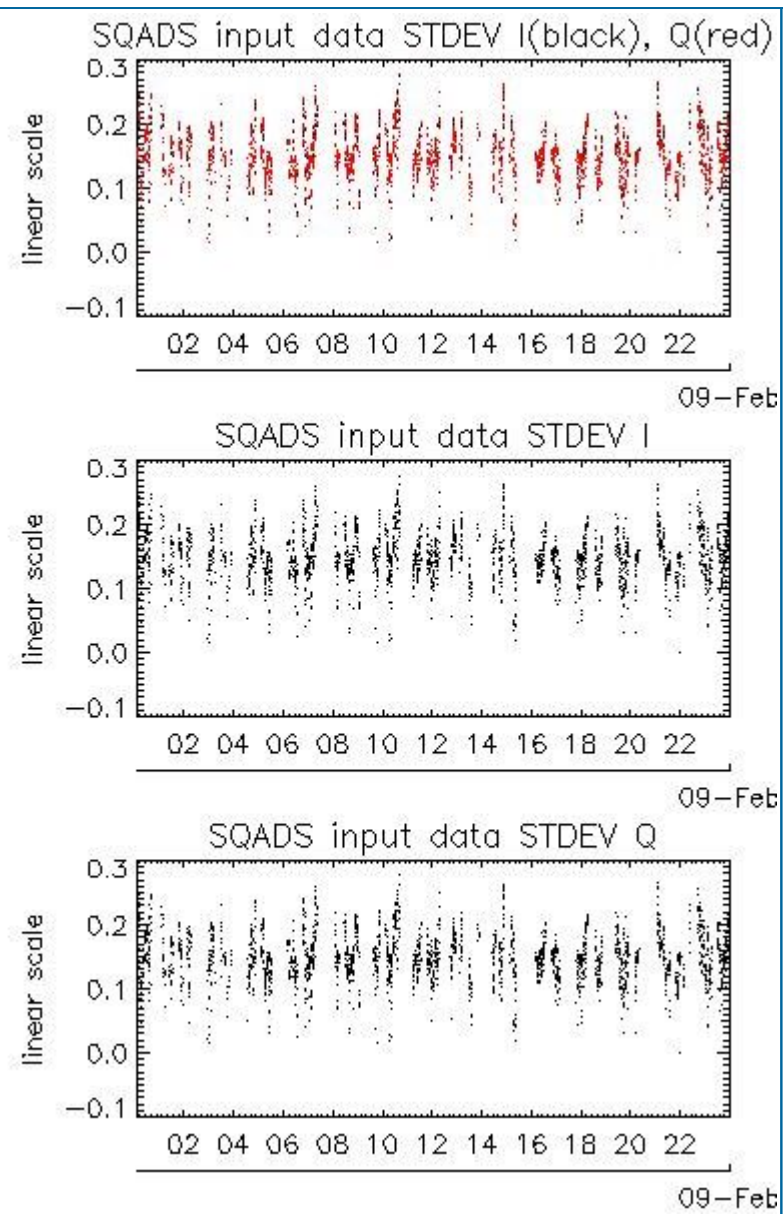 SQADS input data STDEV I(black), Q(red)
0.3
0.2
0.1
0.0
-0.1
linear scale
02 04 06 08 10 12 14 16 18 20 22
09-Feb
SQADS input data STDEV I
0.3
0.2
0.1
0.0
-0.1
linear scale
02 04 06 08 10 12 14 16 18 20 22
09-Feb
SQADS input data STDEV Q
0.3
0.2
0.1
0.0
-0.1
linear scale
02 04 06 08 10 12 14 16 18 20 22
09-Feb